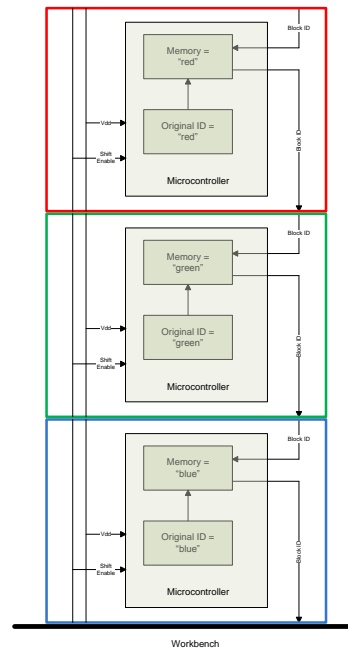 Block ID
Memory =
“red”
Original ID =
“red”
Vdd
Shift
Enable
Block ID
Microcontroller
Block ID
Memory =
“green”
Original ID =
“green”
Vdd
Shift
Enable
Block ID
Microcontroller
Block ID
Memory =
“blue”
Original ID =
“blue”
Vdd
Shift
Enable
Block ID
Microcontroller
Workbench